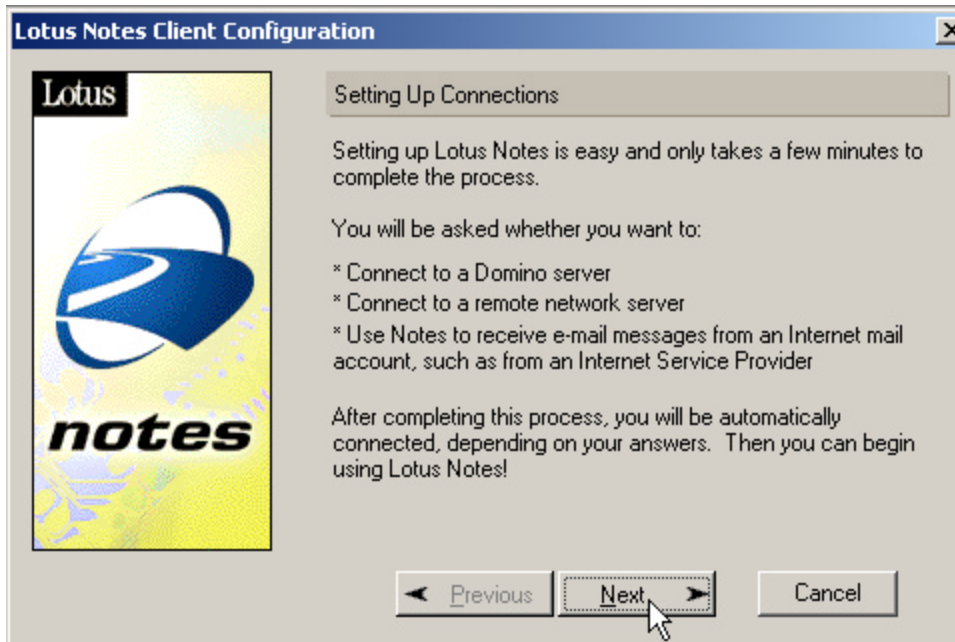 Lotus Notes Client Configuration
Lotus
notes
Setting Up Connections
Setting up Lotus Notes is easy and only takes a few minutes to
complete the process.
You will be asked whether you want to:
* Connect to a Domino server
* Connect to a remote network server
* Use Notes to receive e-mail messages from an Internet mail
account, such as from an Internet Service Provider
After completing this process, you will be automatically
connected, depending on your answers.  Then you can begin
using Lotus Notes!
Previous
Next
Cancel